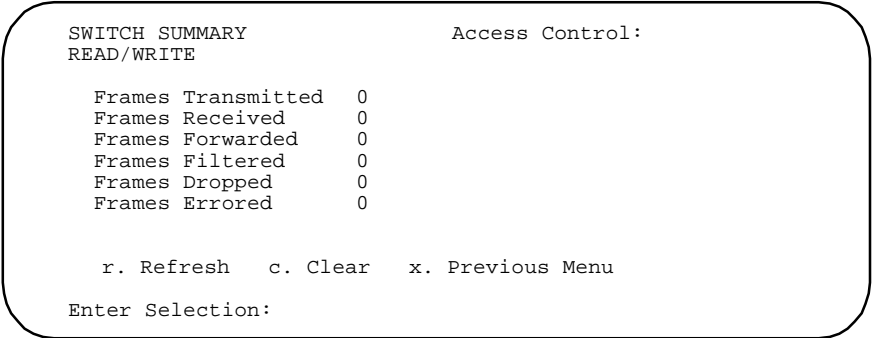 SWITCH SUMMARY Access Control:
READ/WRITE
Frames Transmitted 0
Frames Received 0
Frames Forwarded 0
Frames Filtered 0
Frames Dropped 0
Frames Errored 0
r. Refresh c. Clear x. Previous Menu
Enter Selection: